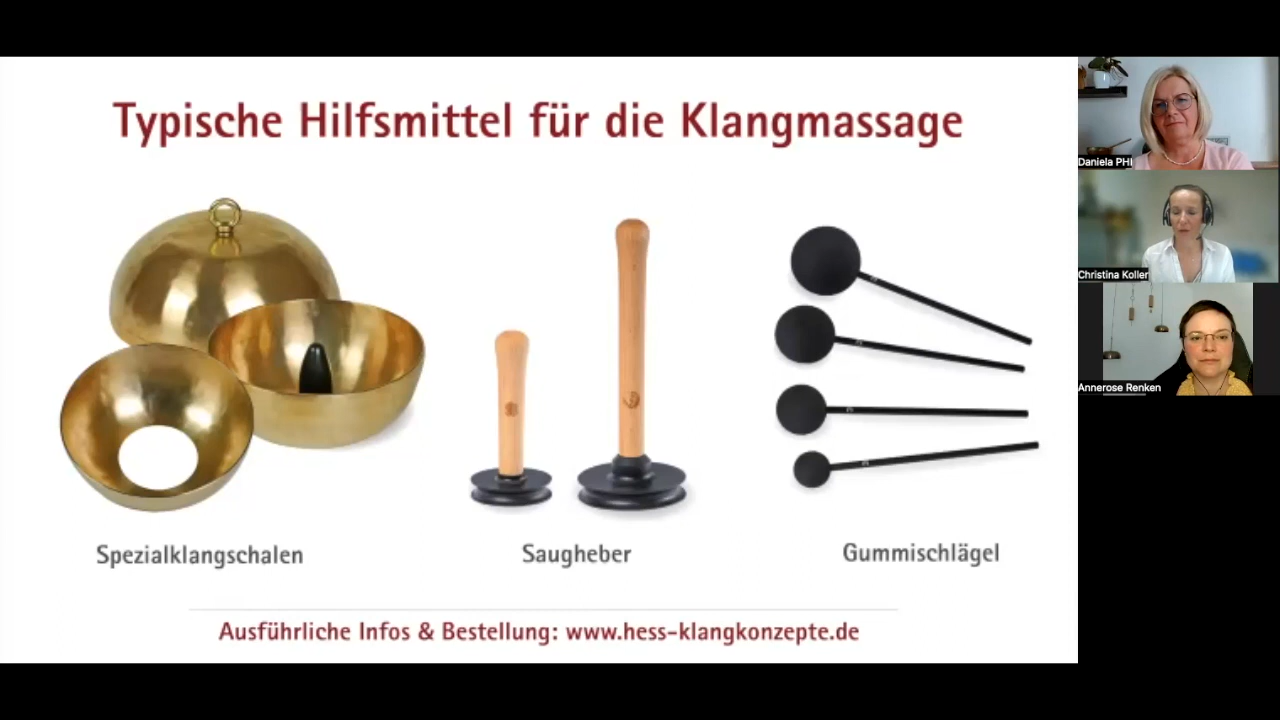 Typische Hilfsmittel für die Klangmassage
Spezialklangschalen
Saugheber
Gummischlägel
Ausführliche Infos & Bestellung: www.hess-klangkonzepte.de
Daniela PHI
Christina Koller
Annerose Renken